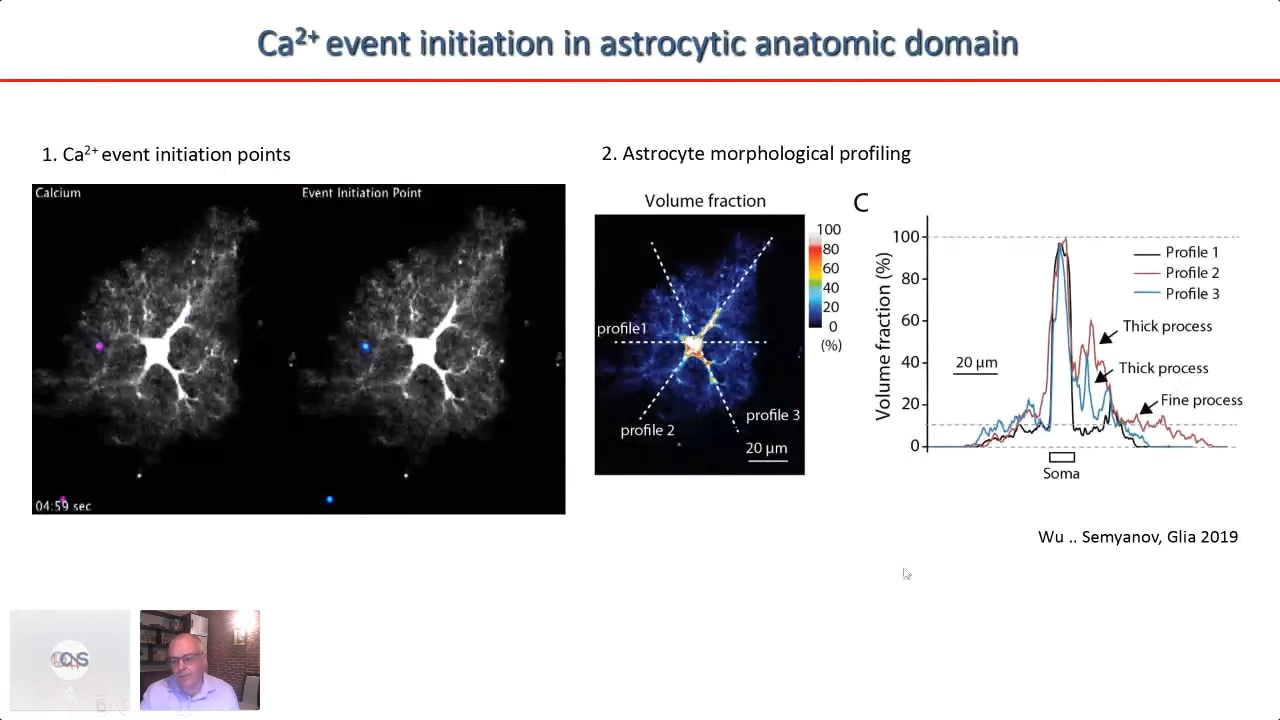 Ca²⁺ event initiation in astrocytic anatomic domain
1. Ca²⁺ event initiation points
Calcium
Event Initiation Point
04:59 sec
2. Astrocyte morphological profiling
Volume fraction
profile1
profile 2
profile 3
20 µm
100
80
60
40
20
0
(%)
C
Volume fraction (%)
100
80
60
40
20
0
Profile 1
Profile 2
Profile 3
20 µm
Thick process
Thick process
Fine process
Soma
Wu .. Semyanov, Glia 2019